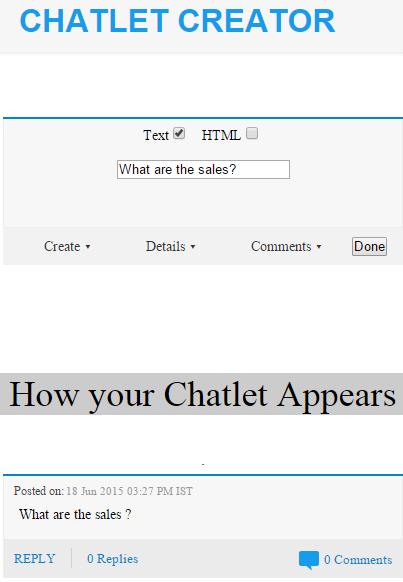 CHATLET CREATOR
Text HTML
What are the sales?
Create ▾ Details ▾ Comments ▾ Done
How your Chatlet Appears
.
Posted on: 18 Jun 2015 03:27 PM IST
What are the sales ?
REPLY 0 Replies 0 Comments